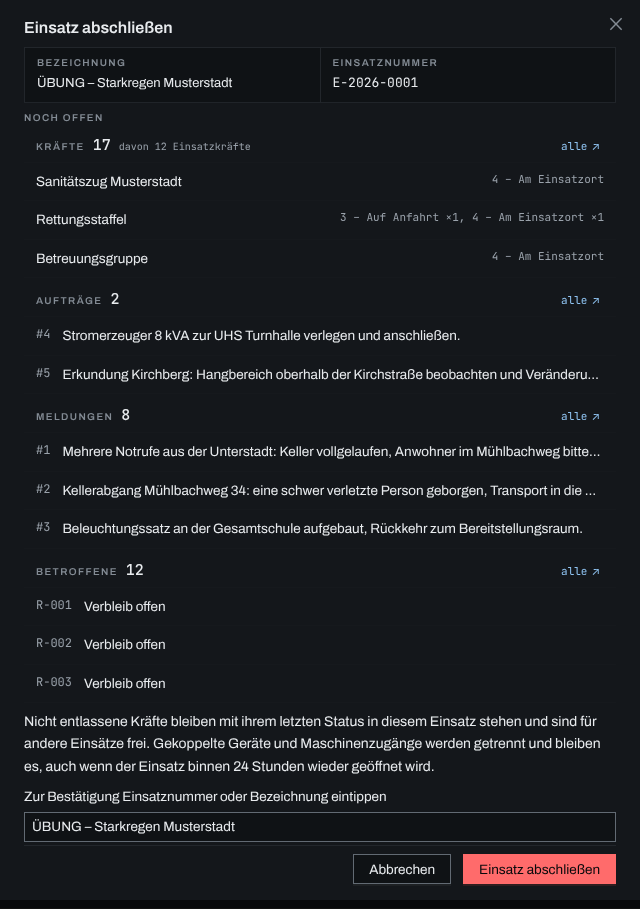 Einsatz abschließen
BEZEICHNUNG
ÜBUNG – Starkregen Musterstadt
EINSATZNUMMER
E-2026-0001
NOCH OFFEN
KRÄFTE 17 davon 12 Einsatzkräfte alle ↗
Sanitätszug Musterstadt 4 – Am Einsatzort
Rettungsstaffel 3 – Auf Anfahrt ×1, 4 – Am Einsatzort ×1
Betreuungsgruppe 4 – Am Einsatzort
AUFTRÄGE 2 alle ↗
#4 Stromerzeuger 8 kVA zur UHS Turnhalle verlegen und anschließen.
#5 Erkundung Kirchberg: Hangbereich oberhalb der Kirchstraße beobachten und Veränderu…
MELDUNGEN 8 alle ↗
#1 Mehrere Notrufe aus der Unterstadt: Keller vollgelaufen, Anwohner im Mühlbachweg bitte…
#2 Kellerabgang Mühlbachweg 34: eine schwer verletzte Person geborgen, Transport in die …
#3 Beleuchtungssatz an der Gesamtschule aufgebaut, Rückkehr zum Bereitstellungsraum.
BETROFFENE 12 alle ↗
R-001 Verbleib offen
R-002 Verbleib offen
R-003 Verbleib offen
Nicht entlassene Kräfte bleiben mit ihrem letzten Status in diesem Einsatz stehen und sind für
andere Einsätze frei. Gekoppelte Geräte und Maschinenzugänge werden getrennt und bleiben
es, auch wenn der Einsatz binnen 24 Stunden wieder geöffnet wird.
Zur Bestätigung Einsatznummer oder Bezeichnung eintippen
ÜBUNG – Starkregen Musterstadt
Abbrechen
Einsatz abschließen